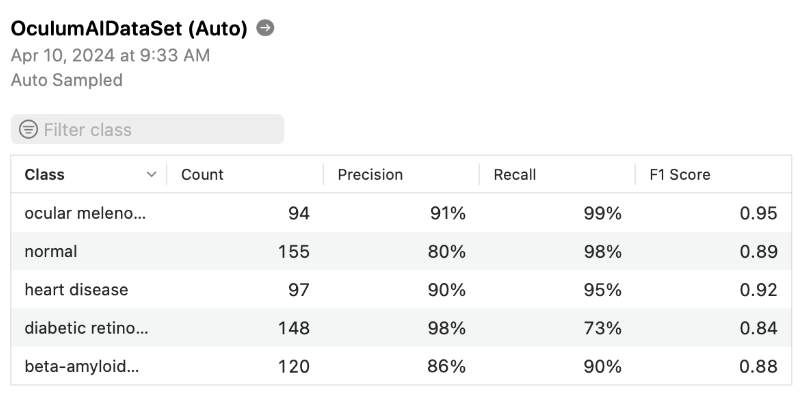 OculumAIDataSet (Auto)
Apr 10, 2024 at 9:33 AM
Auto Sampled
Filter class
Class Count Precision Recall F1 Score
ocular meleno... 94 91% 99% 0.95
normal 155 80% 98% 0.89
heart disease 97 90% 95% 0.92
diabetic retino... 148 98% 73% 0.84
beta-amyloid... 120 86% 90% 0.88